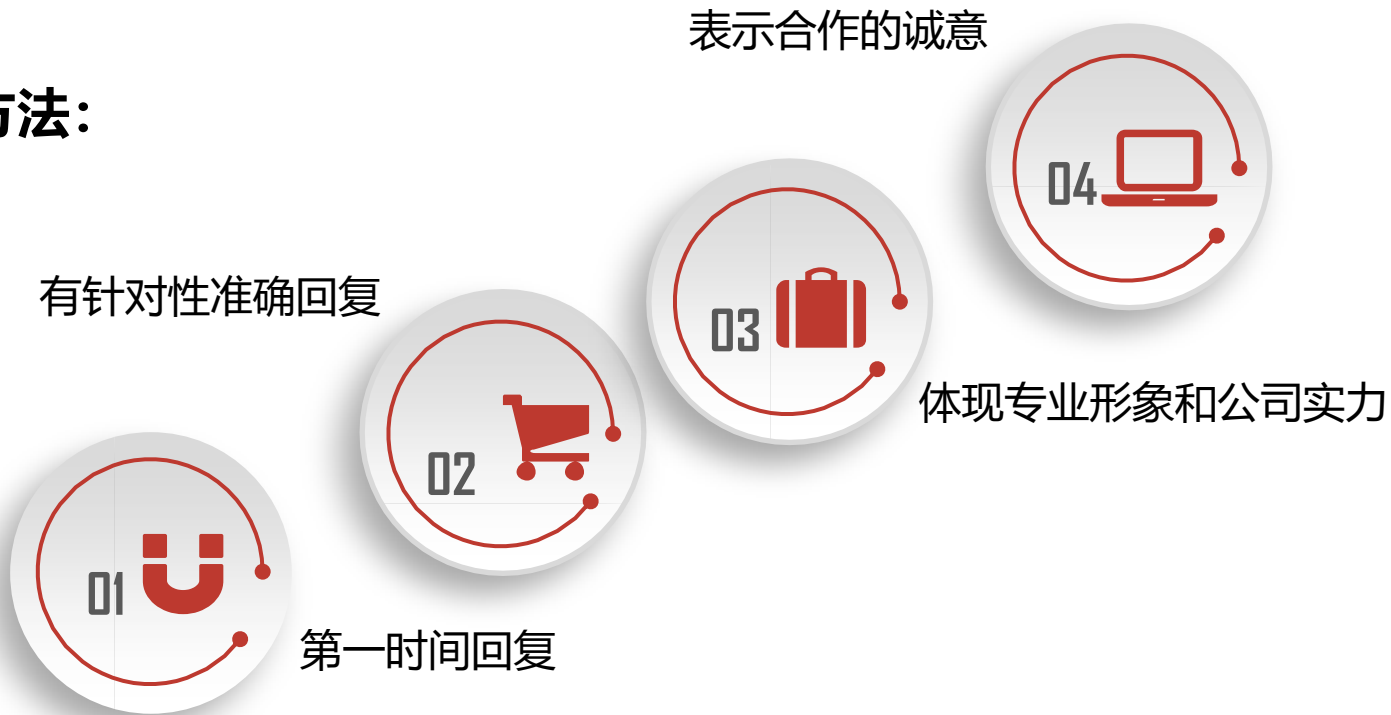 方法：
01
第一时间回复
02
有针对性准确回复
03
体现专业形象和公司实力
04
表示合作的诚意